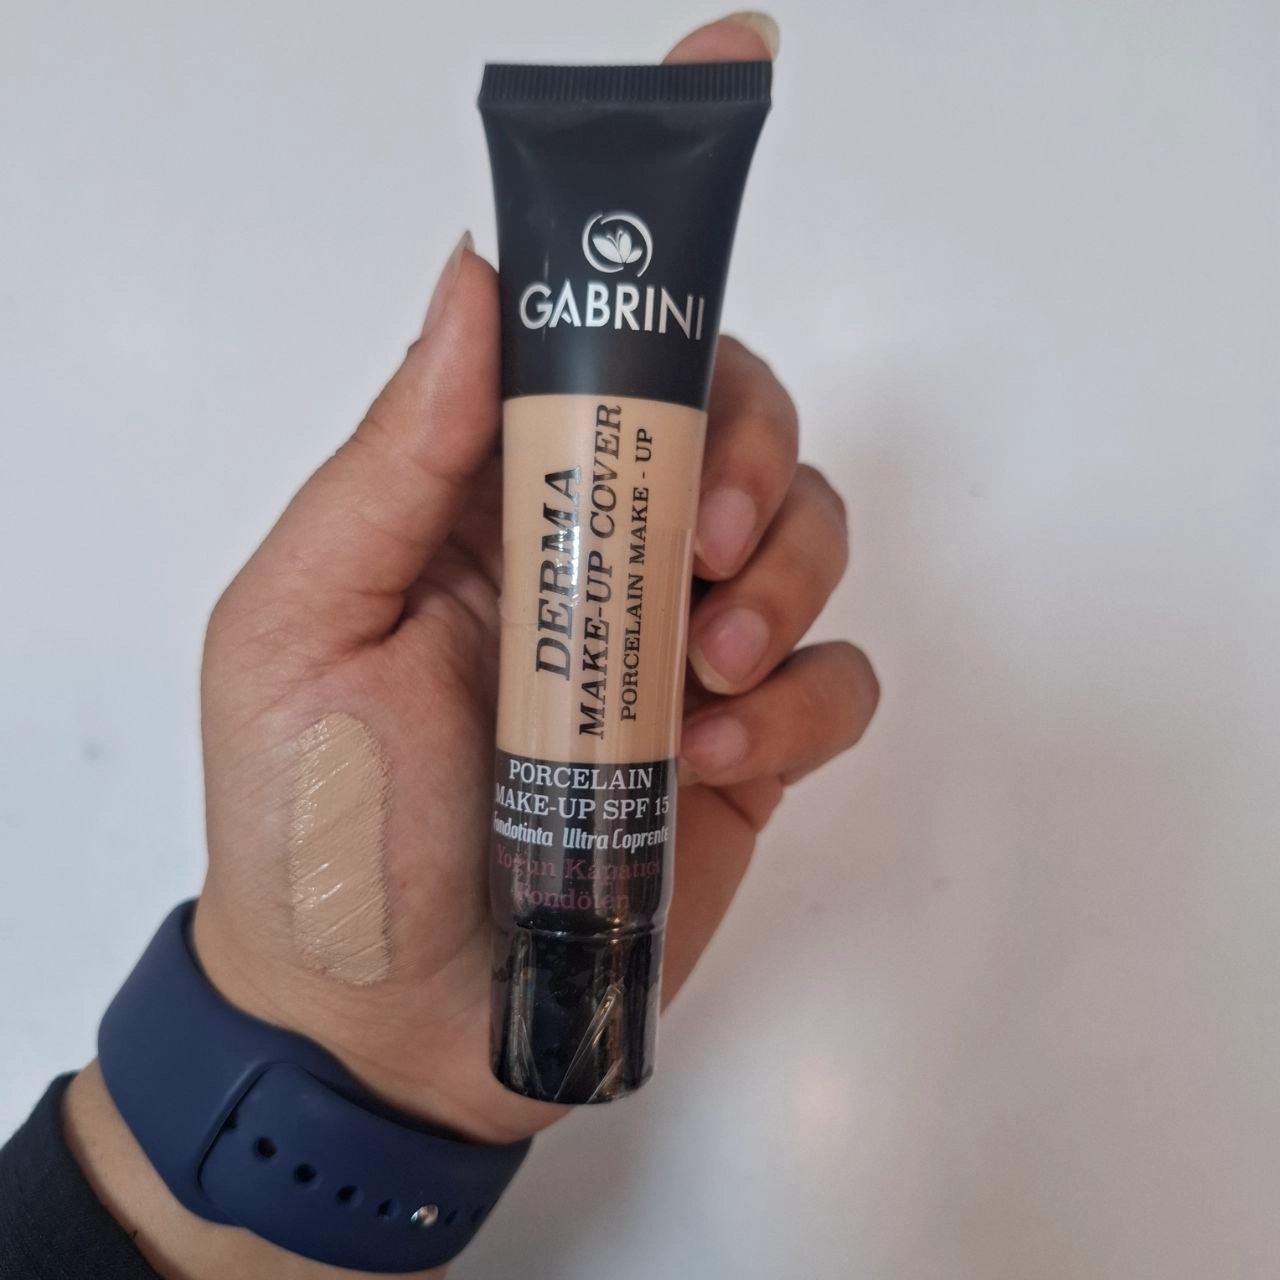 GABRINI
DERMA
MAKE-UP COVER
PORCELAIN MAKE - UP
PORCELAIN
MAKE-UP SPF 15
Fondotinta Ultra Coprente
Yoğun Kapatıcı
Fondöten